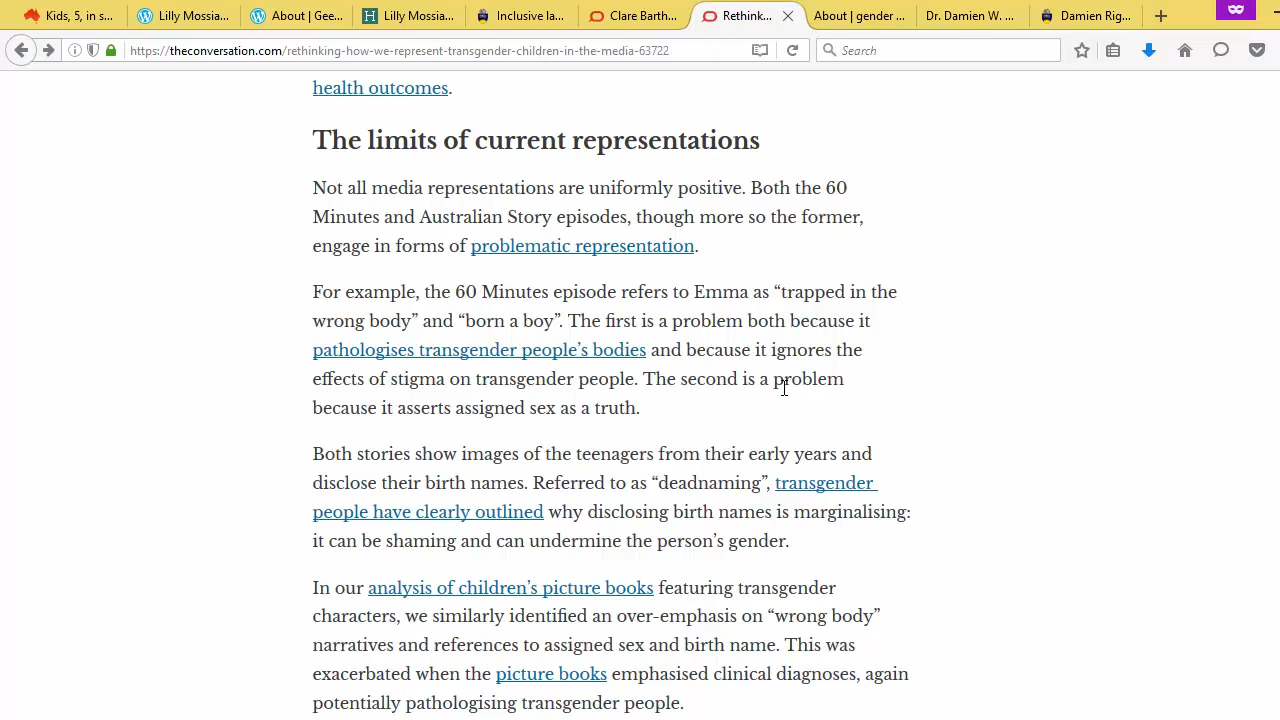 Kids, 5, in s...
Lilly Mossia...
About | Gee...
Lilly Mossia...
Inclusive la...
Clare Barth...
Rethink...
About | gender ...
Dr. Damien W. ...
Damien Rig...
https://theconversation.com/rethinking-how-we-represent-transgender-children-in-the-media-63722
Search
health outcomes.
The limits of current representations
Not all media representations are uniformly positive. Both the 60
Minutes and Australian Story episodes, though more so the former,
engage in forms of problematic representation.
For example, the 60 Minutes episode refers to Emma as “trapped in the
wrong body” and “born a boy”. The first is a problem both because it
pathologises transgender people’s bodies and because it ignores the
effects of stigma on transgender people. The second is a problem
because it asserts assigned sex as a truth.
Both stories show images of the teenagers from their early years and
disclose their birth names. Referred to as “deadnaming”, transgender
people have clearly outlined why disclosing birth names is marginalising:
it can be shaming and can undermine the person’s gender.
In our analysis of children’s picture books featuring transgender
characters, we similarly identified an over-emphasis on “wrong body”
narratives and references to assigned sex and birth name. This was
exacerbated when the picture books emphasised clinical diagnoses, again
potentially pathologising transgender people.